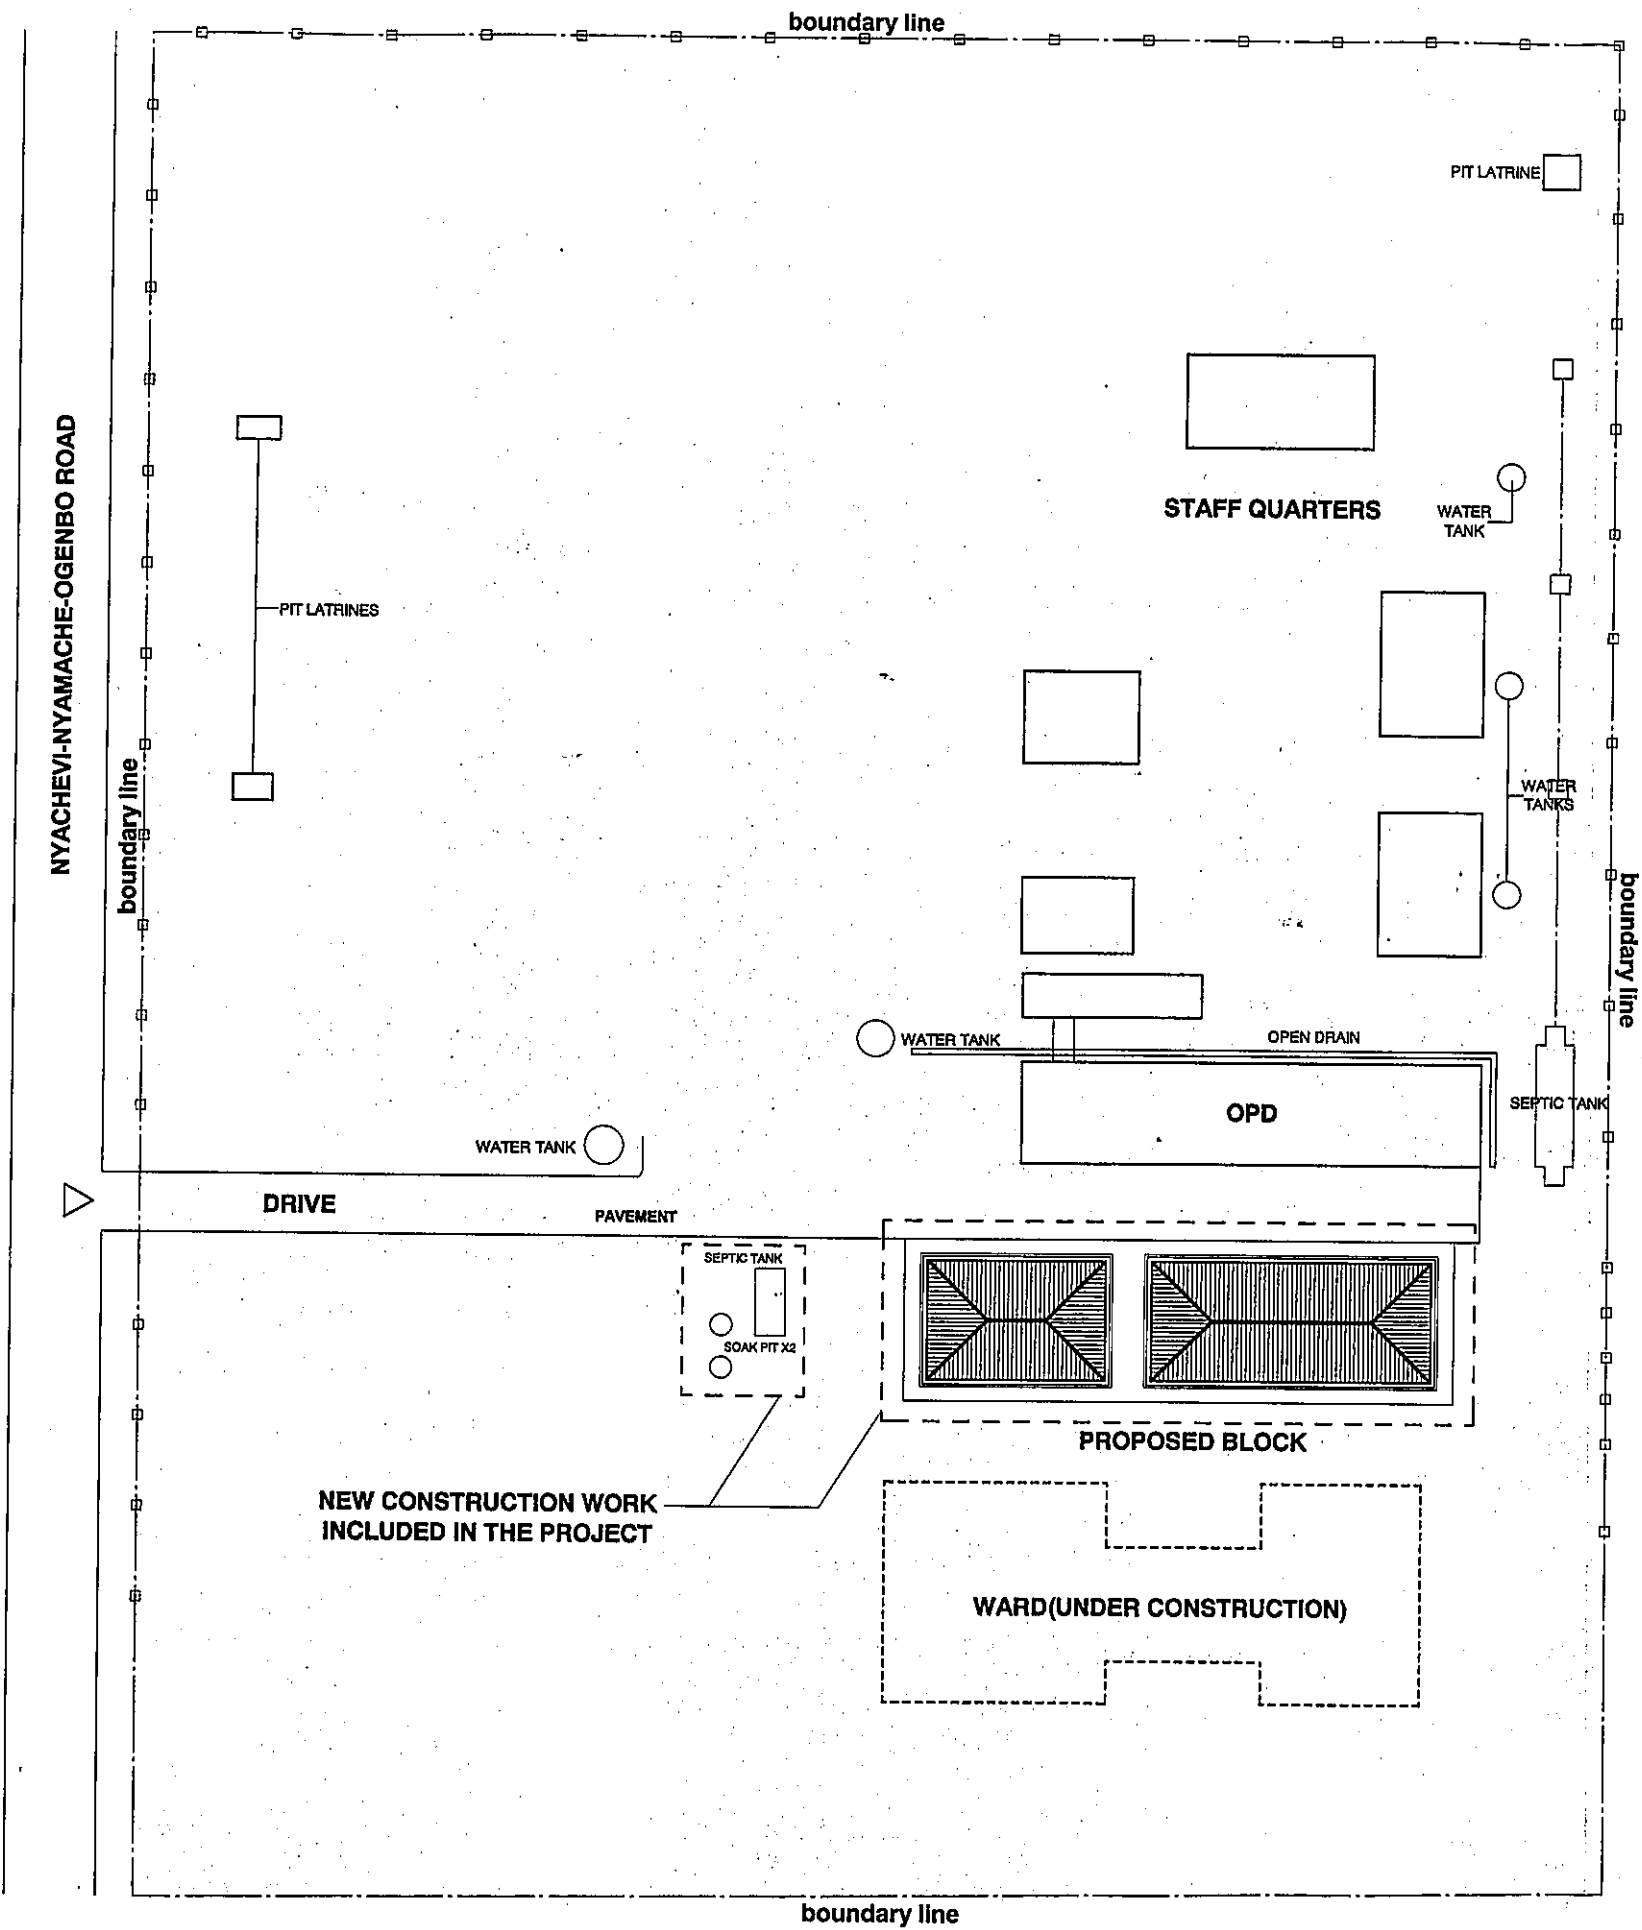 boundary line
PIT LATRINE
NYACHEVI-NYAMACHE-OGENBO ROAD
STAFF QUARTERS
WATER
TANK
PIT LATRINES
boundary line
WATER
TANKS
boundary line
WATER TANK
OPEN DRAIN
OPD
SEPTIC TANK
WATER TANK
DRIVE
PAVEMENT
SEPTIC TANK
SOAK PIT X2
PROPOSED BLOCK
NEW CONSTRUCTION WORK
INCLUDED IN THE PROJECT
WARD(UNDER CONSTRUCTION)
boundary line